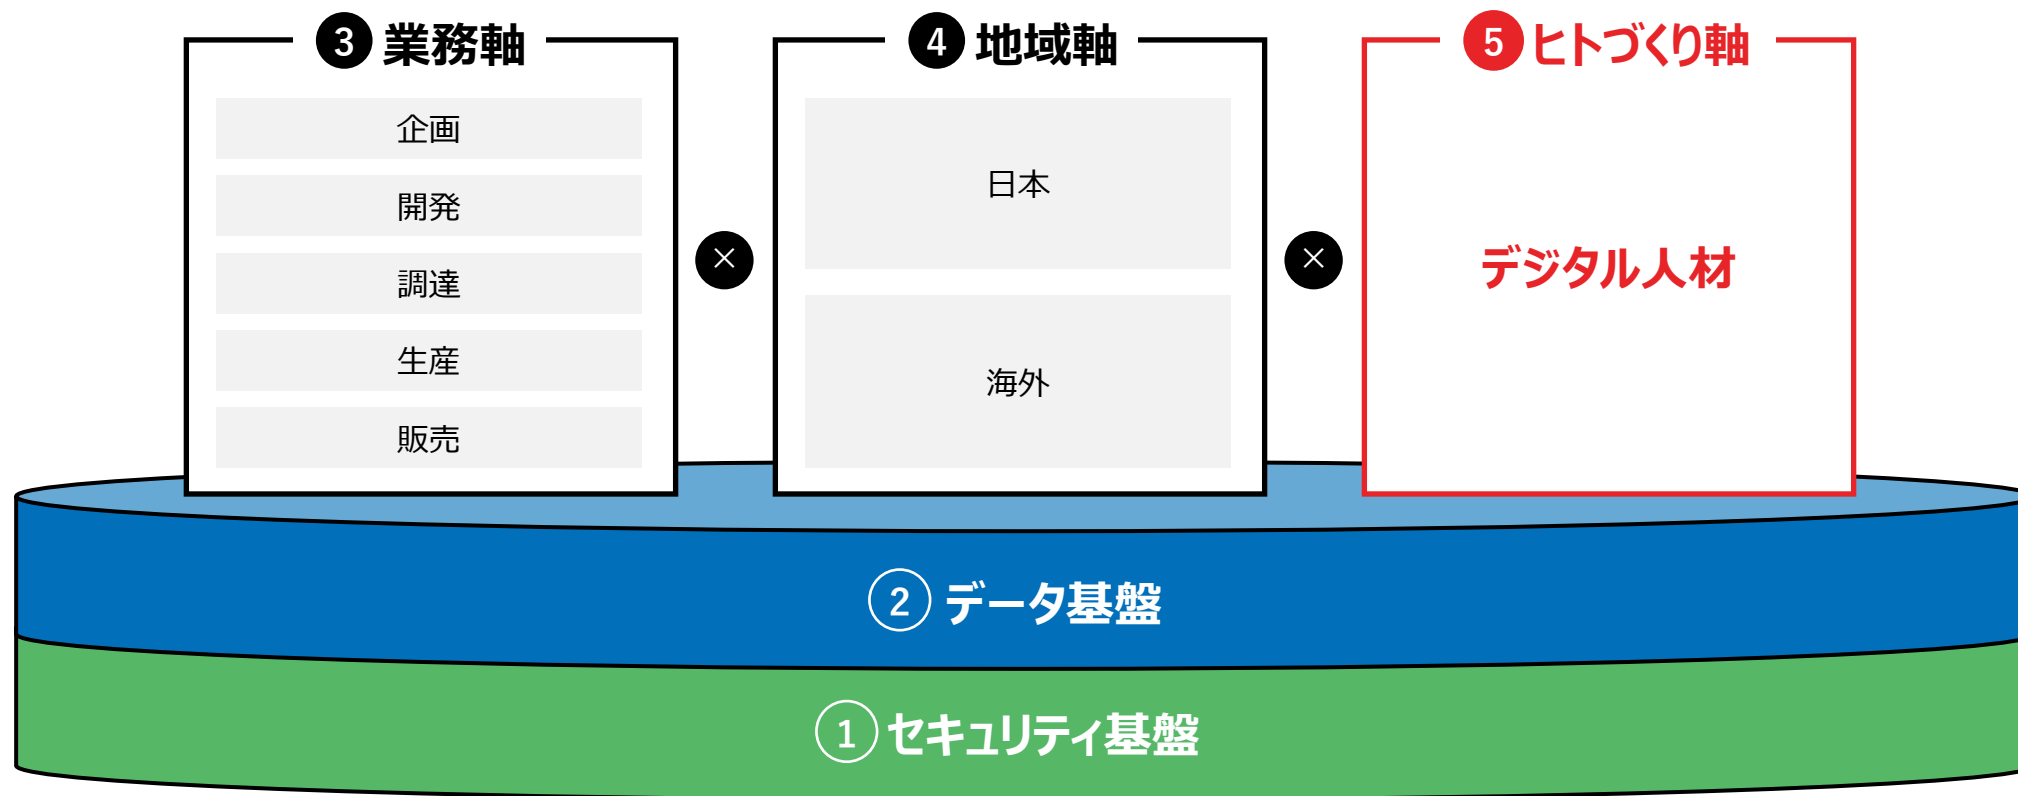 ❸ 業務軸
企画
開発
調達
生産
販売
×
❹ 地域軸
日本
海外
×
❺ ヒトづくり軸
デジタル人材
② データ基盤
① セキュリティ基盤